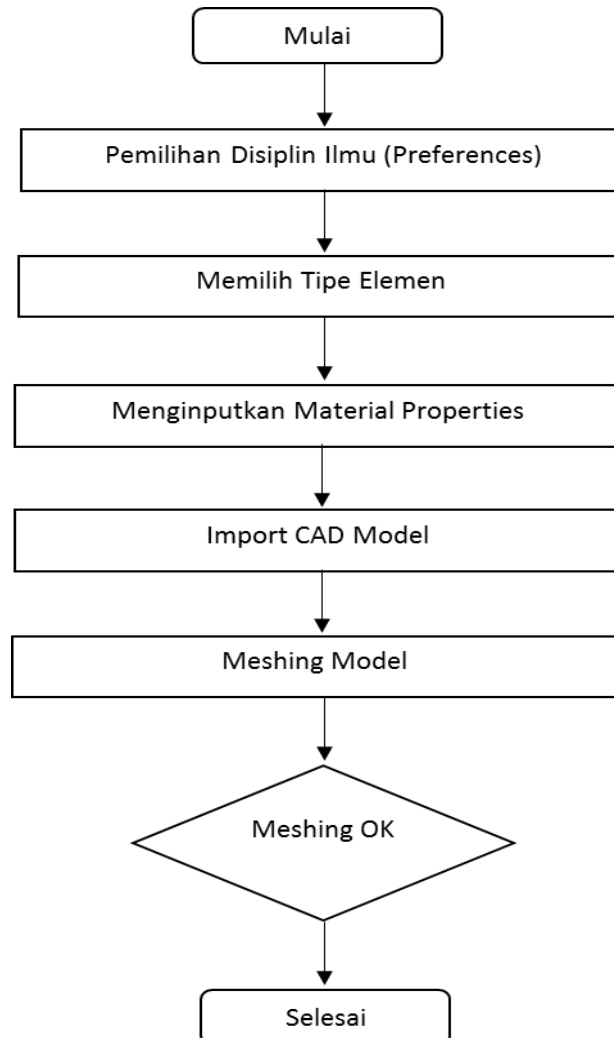 Mulai
Pemilihan Disiplin Ilmu (Preferences)
Memilih Tipe Elemen
Menginputkan Material Properties
Import CAD Model
Meshing Model
Meshing OK
Selesai